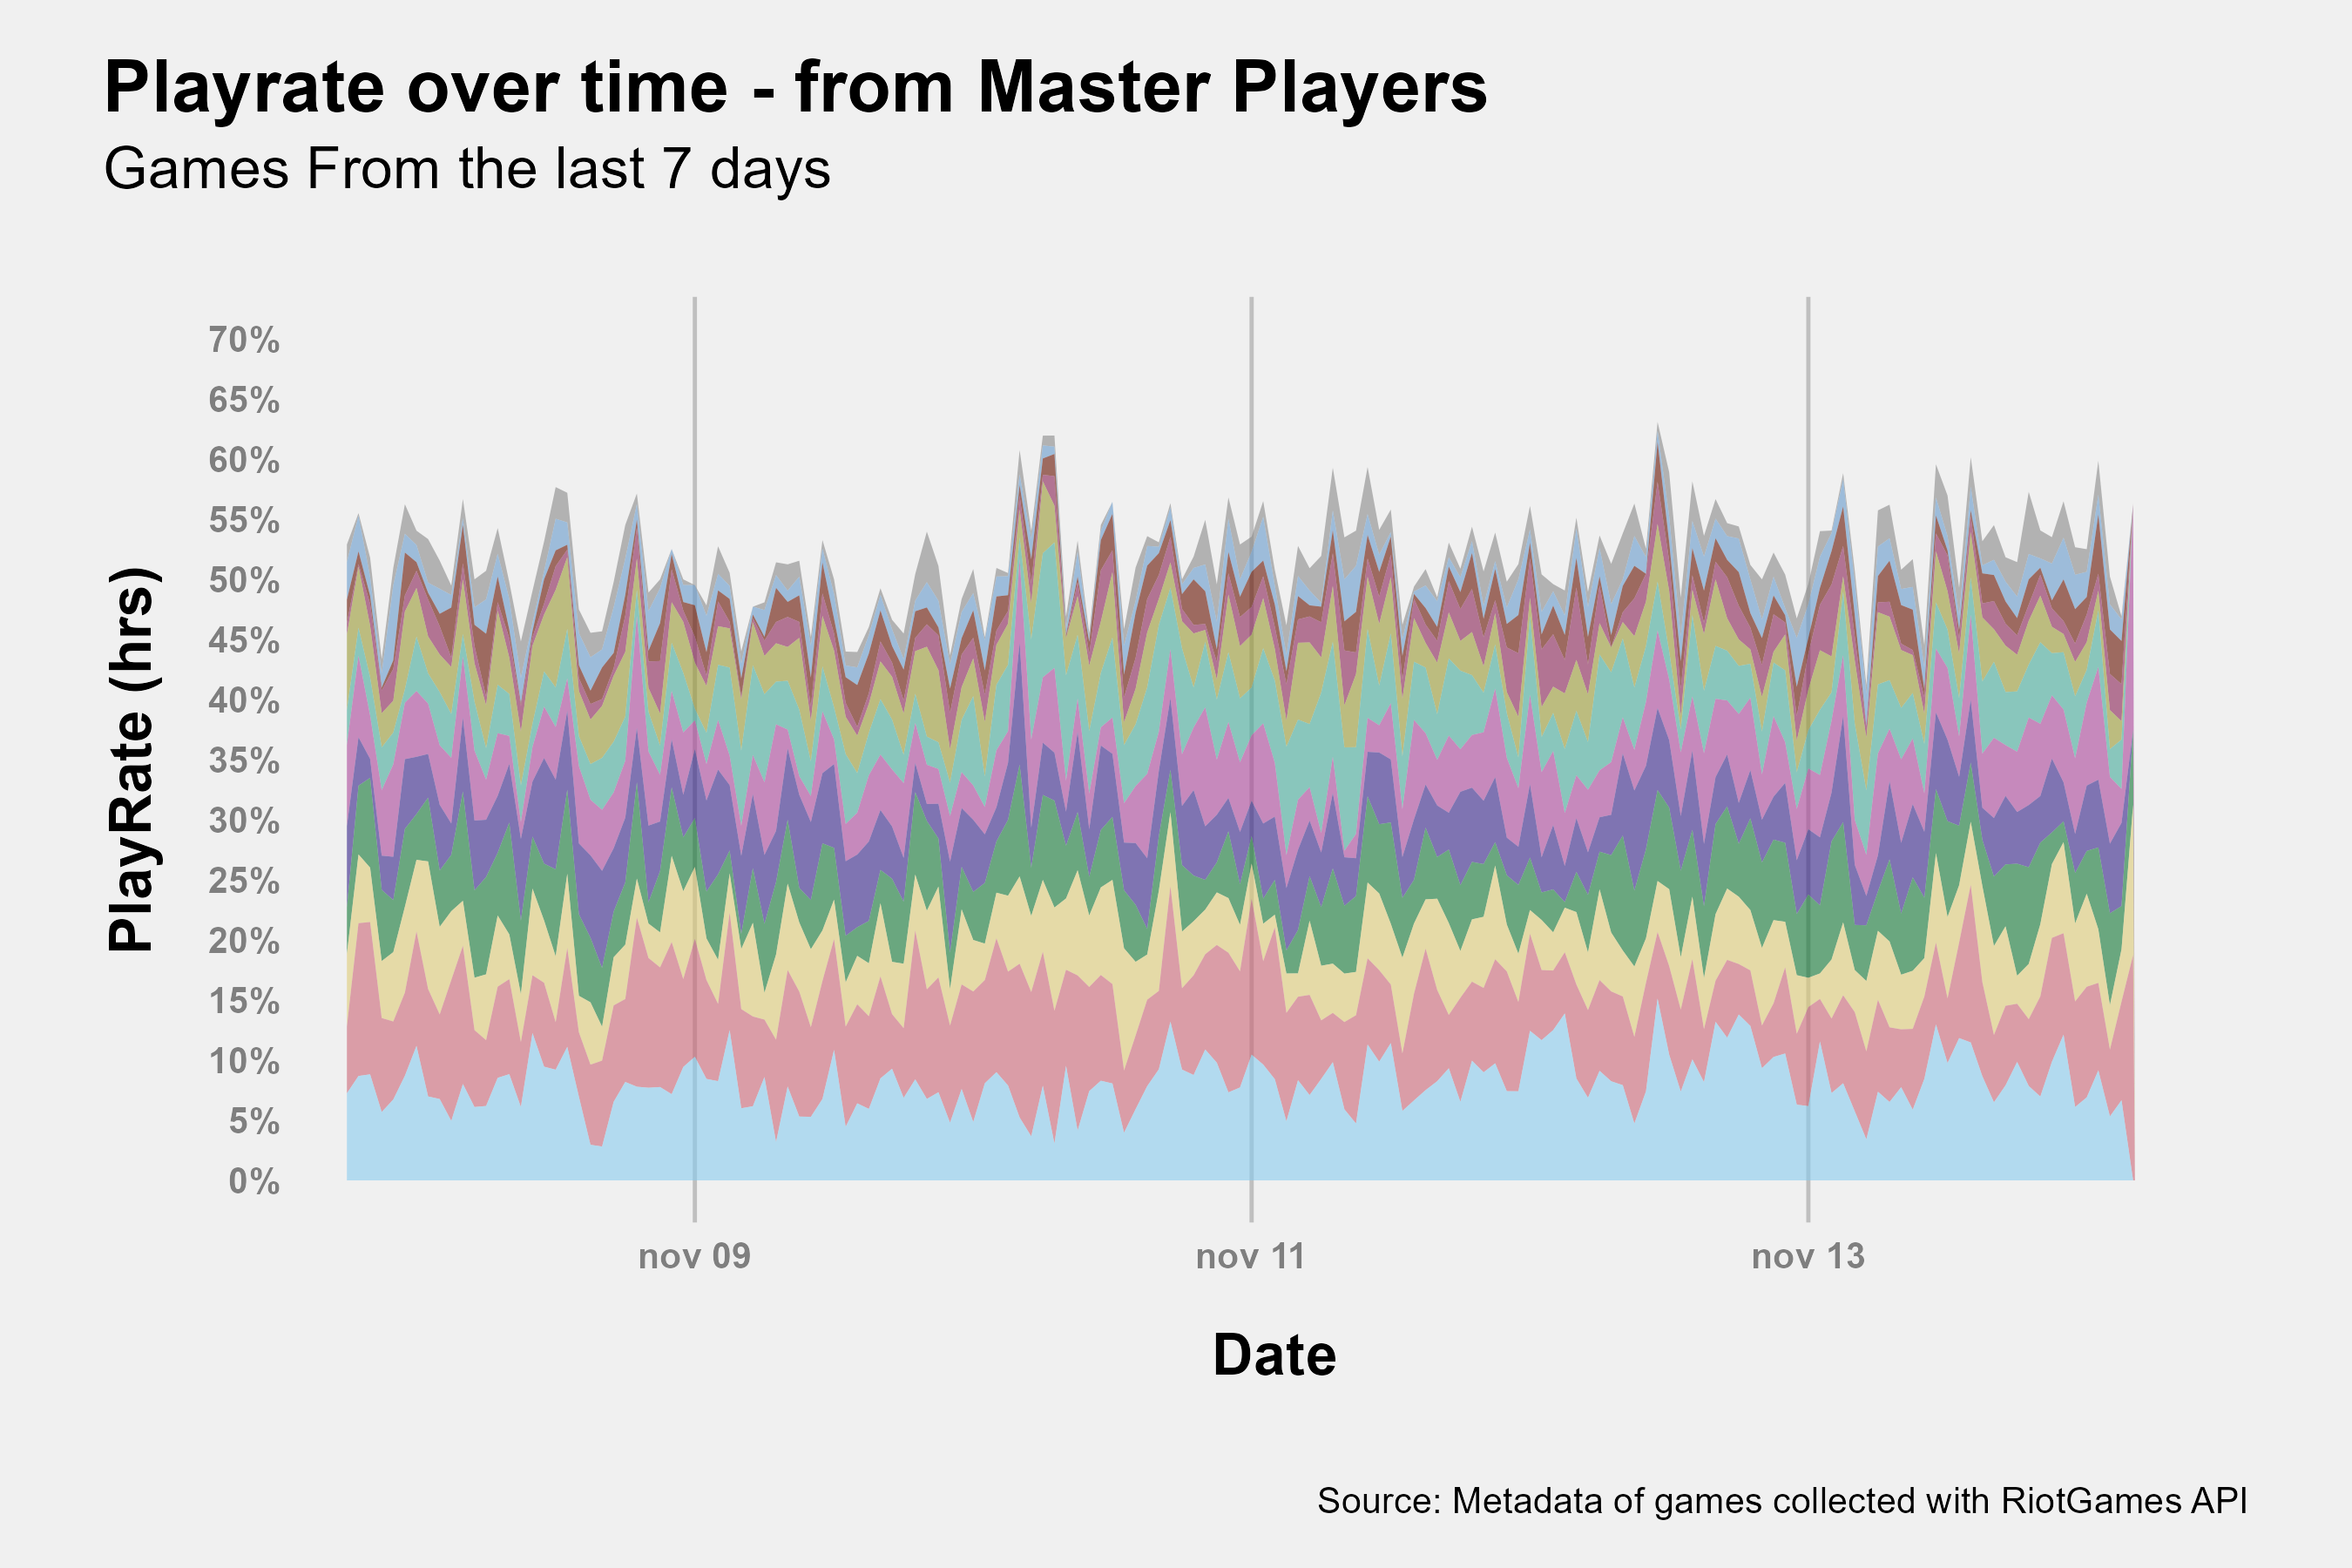 Playrate over time - from Master Players
Games From the last 7 days
70%
65%
60%
55%
50%
45%
40%
35%
30%
25%
20%
15%
10%
5%
0%
PlayRate (hrs)
nov 09
nov 11
nov 13
Date
Source: Metadata of games collected with RiotGames API